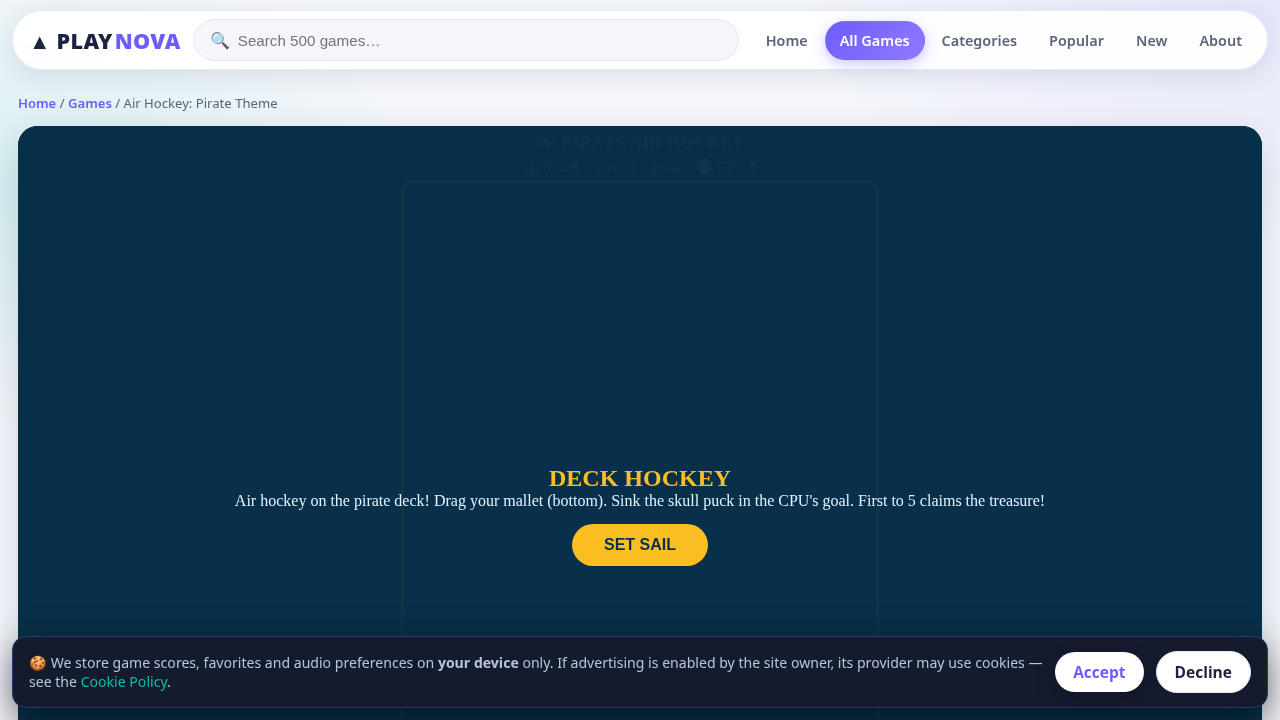 ▲ PLAYNOVA
🔍 Search 500 games…
Home
All Games
Categories
Popular
New
About
Home / Games / Air Hockey: Pirate Theme
PIRATE AIR HOCKEY
You 0 First to 5 goals CPU 0
DECK HOCKEY
Air hockey on the pirate deck! Drag your mallet (bottom). Sink the skull puck in the CPU's goal. First to 5 claims the treasure!
SET SAIL
🍪 We store game scores, favorites and audio preferences on your device only. If advertising is enabled by the site owner, its provider may use cookies —
see the Cookie Policy.
Accept
Decline